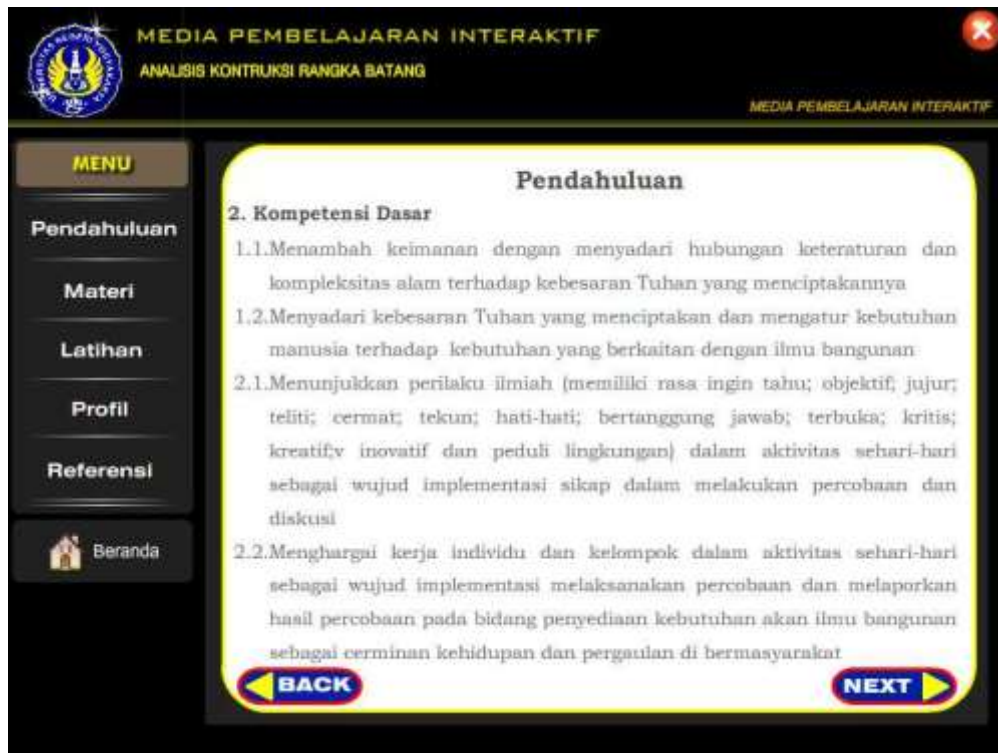 MEDIA PEMBELAJARAN INTERAKTIF
ANALISIS KONTRUKSI RANGKA BATANG
MEDIA PEMBELAJARAN INTERAKTIF
MENU
Pendahuluan
Materi
Latihan
Profil
Referensi
Beranda
Pendahuluan
2. Kompetensi Dasar
1.1.Menambah keimanan dengan menyadari hubungan keteraturan dan
kompleksitas alam terhadap kebesaran Tuhan yang menciptakannya
1.2.Menyadari kebesaran Tuhan yang menciptakan dan mengatur kebutuhan
manusia terhadap kebutuhan yang berkaitan dengan ilmu bangunan
2.1.Menunjukkan perilaku ilmiah (memiliki rasa ingin tahu; objektif; jujur;
teliti; cermat; tekun; hati-hati; bertanggung jawab; terbuka; kritis;
kreatif;v inovatif dan peduli lingkungan) dalam aktivitas sehari-hari
sebagai wujud implementasi sikap dalam melakukan percobaan dan
diskusi
2.2.Menghargai kerja individu dan kelompok dalam aktivitas sehari-hari
sebagai wujud implementasi melaksanakan percobaan dan melaporkan
hasil percobaan pada bidang penyediaan kebutuhan akan ilmu bangunan
sebagai cerminan kehidupan dan pergaulan di bermasyarakat
BACK
NEXT